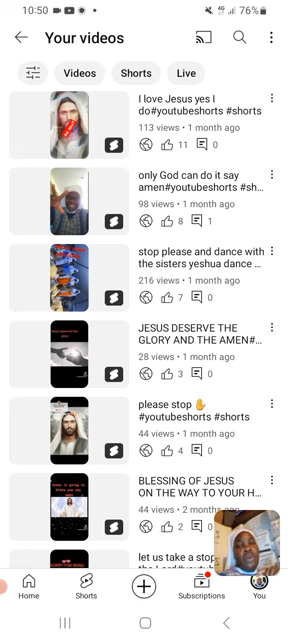 10:50
76%
Your videos
Videos
Shorts
Live
I love Jesus yes I
do#youtubeshorts #shorts
113 views • 1 month ago
11 0
only God can do it say
amen#youtubeshorts #sh...
98 views • 1 month ago
8 1
stop please and dance with
the sisters yeshua dance ...
216 views • 1 month ago
7 0
JESUS DESERVE THE
GLORY AND THE AMEN#...
28 views • 1 month ago
3 0
please stop ✋
#youtubeshorts #shorts
44 views • 1 month ago
4 0
BLESSING OF JESUS
ON THE WAY TO YOUR H...
44 views • 2 months
2 0
let us take a stop
Home
Shorts
Subscriptions
You